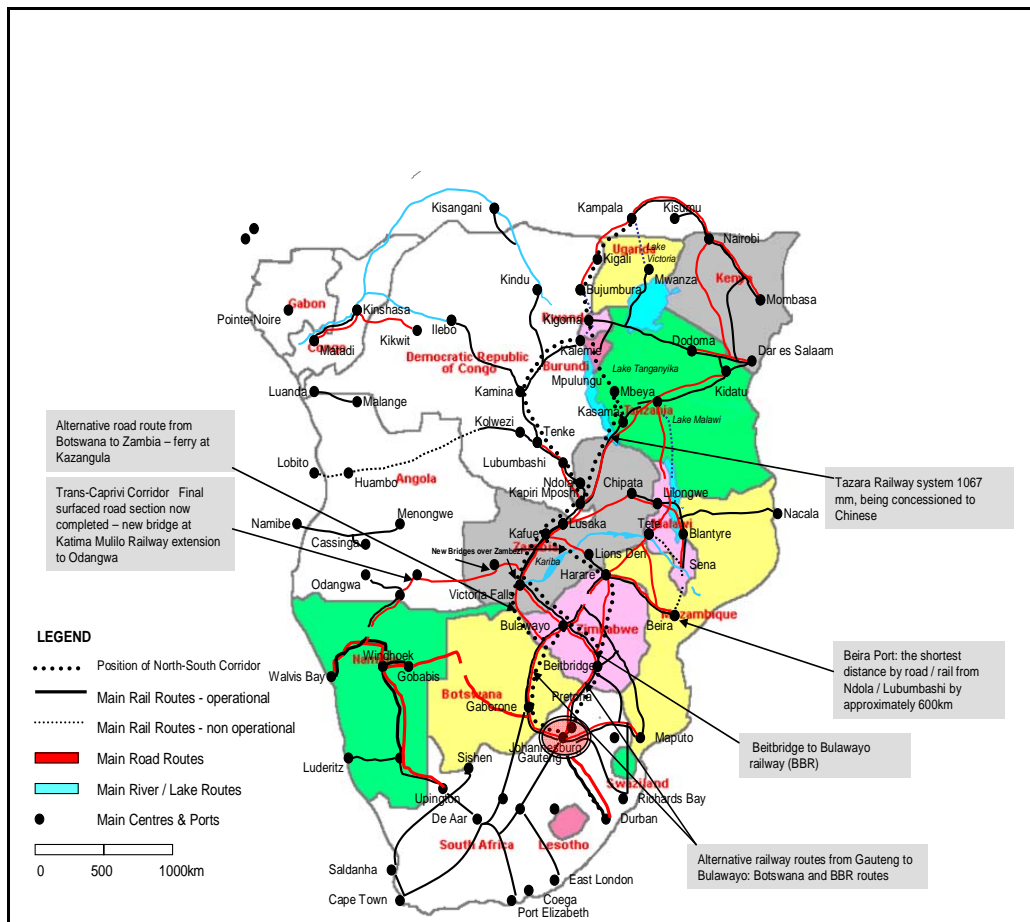 Kisangani
Kampala
Kisumu
Uganda
Lake
Victoria
Nairobi
Kigali
Kindu
Mwanza
Kenya
Bujumbura
Gabon
Mombasa
Pointe-Noire
Kinshasa
Rwand
Kigoma
Ilebo
Kikwit
Congo
Matadi
Democratic Republic
of Congo
Kalemie
Dodoma
Dar es Salaam
Burundi
Lake Tanganyika
Mpulungu
Mbeya
Kidatu
Luanda
Malange
Kamina
Kasama
Tanzania
Lake Malawi
Kolwezi
Tenke
Alternative road route from
Botswana to Zambia – ferry at
Kazangula
Lubumbashi
Lobito
Huambo
Angola
Ndola
Chipata
Kapiri Mposhi
Lilongwe
Tazara Railway system 1067
mm, being concessioned to
Chinese
Trans-Caprivi Corridor Final
surfaced road section now
completed – new bridge at
Katima Mulilo Railway extension
to Odangwa
Namibe
Menongwe
Cassinga
Kafue
Lusaka
Tete
Malawi
Nacala
Blantyre
New Bridges over Zambezi
Zambia
Kariba
Lions Den
Sena
Odangwa
Harare
Victoria Falls
Bulawayo
Zimbabwe
Mozambique
Beira
LEGEND
Position of North-South Corridor
Main Rail Routes - operational
Main Rail Routes - non operational
Main Road Routes
Main River / Lake Routes
Main Centres & Ports
0 500 1000km
Windhoek
Walvis Bay
Gobabis
Botswana
Beitbridge
Pretoria
Gaborone
Beira Port: the shortest
distance by road / rail from
Ndola / Lubumbashi by
approximately 600km
Johannesburg
Gauteng
Maputo
Sishen
Beitbridge to Bulawayo
railway (BBR)
Luderitz
Swaziland
Upington
Richards Bay
De Aar
Durban
South Africa
Lesotho
Alternative railway routes from Gauteng to
Bulawayo: Botswana and BBR routes
Saldanha
East London
Cape Town
Coega
Port Elizabeth